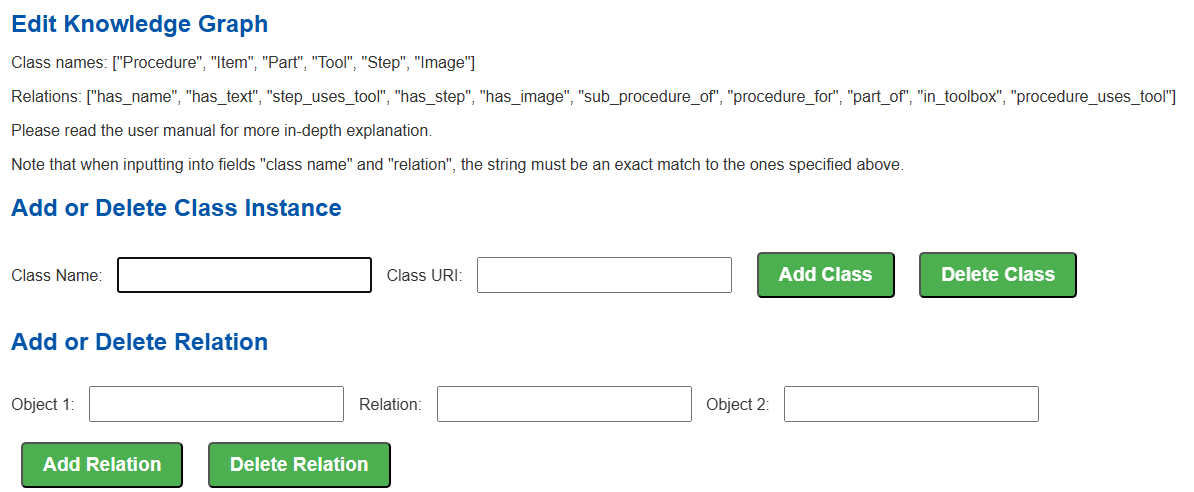 Edit Knowledge Graph
Class names: ["Procedure", "Item", "Part", "Tool", "Step", "Image"]
Relations: ["has_name", "has_text", "step_uses_tool", "has_step", "has_image", "sub_procedure_of", "procedure_for", "part_of", "in_toolbox", "procedure_uses_tool"]
Please read the user manual for more in-depth explanation.
Note that when inputting into fields "class name" and "relation", the string must be an exact match to the ones specified above.
Add or Delete Class Instance
Class Name: Class URI: Add Class Delete Class
Add or Delete Relation
Object 1: Relation: Object 2:
Add Relation Delete Relation